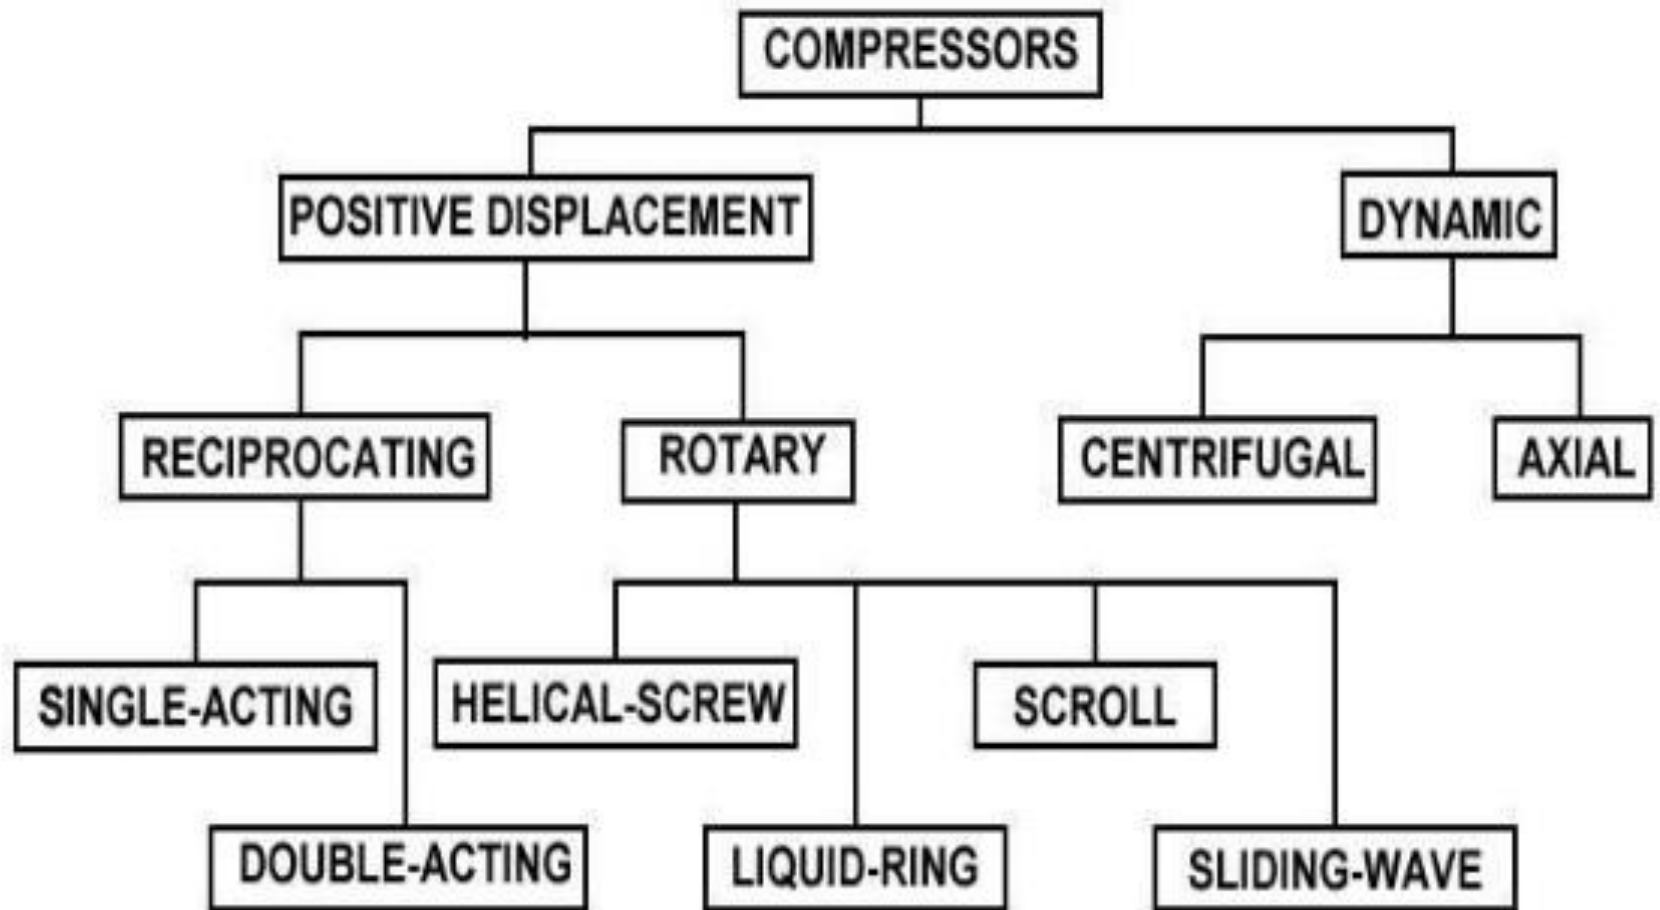 COMPRESSORS
POSITIVE DISPLACEMENT
DYNAMIC
RECIPROCATING
ROTARY
CENTRIFUGAL
AXIAL
SINGLE-ACTING
HELICAL-SCREW
SCROLL
DOUBLE-ACTING
LIQUID-RING
SLIDING-WAVE